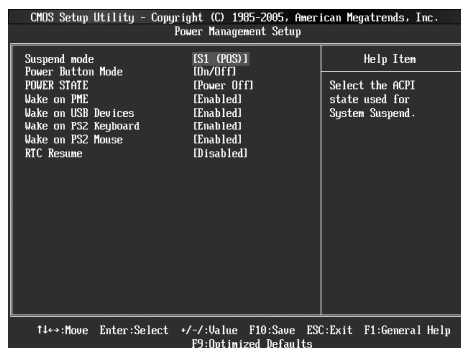 CMOS Setup Utility - Copyright (C) 1985-2005, American Megatrends, Inc.
Power Management Setup
Suspend mode [S1 (POS)]
Power Button Mode [On/Off]
POWER STATE [Power Off]
Wake on PME [Enabled]
Wake on USB Devices [Enabled]
Wake on PS2 Keyboard [Enabled]
Wake on PS2 Mouse [Enabled]
RTC Resume [Disabled]
Help Item
Select the ACPI
state used for
System Suspend.
↑↓↔:Move Enter:Select +/-/:Value F10:Save ESC:Exit F1:General Help
F9:Optimized Defaults